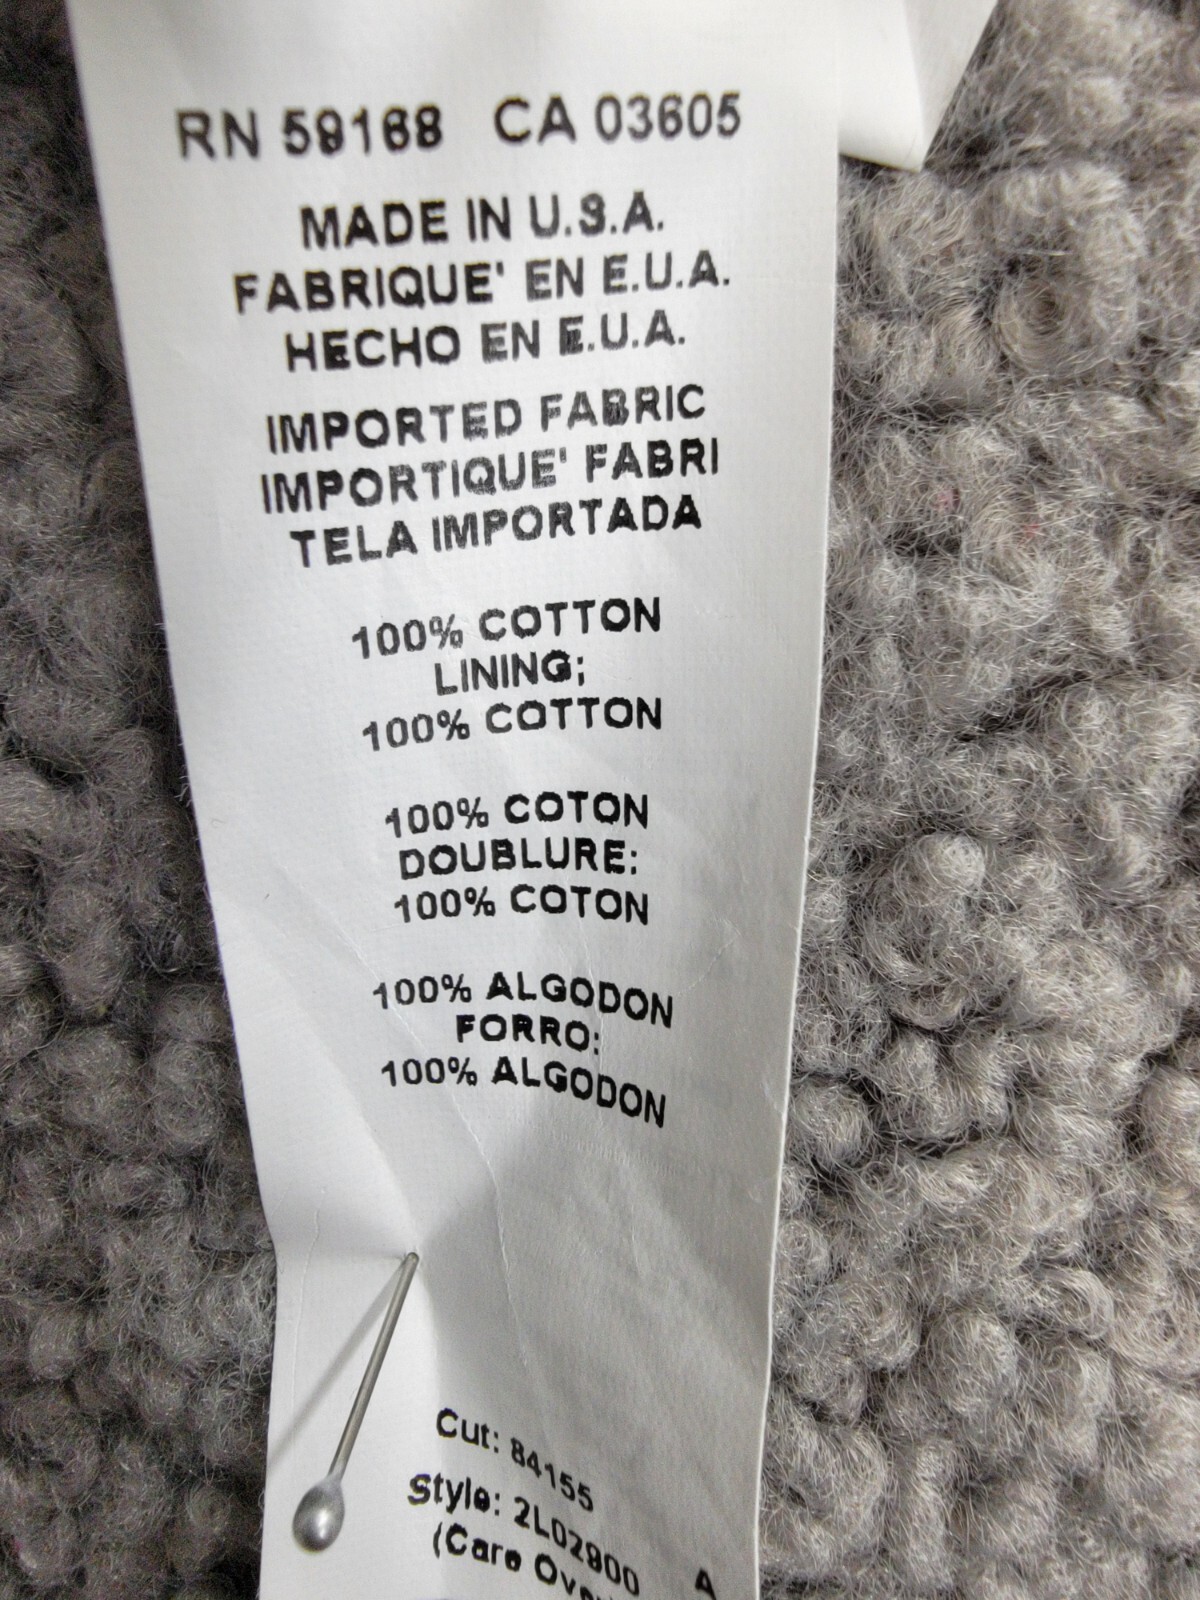 RN 59168 CA 03605
MADE IN U.S.A.
FABRIQUE' EN E.U.A.
HECHO EN E.U.A.
IMPORTED FABRIC
IMPORTIQUE' FABRI
TELA IMPORTADA
100% COTTON
LINING;
100% COTTON
100% COTON
DOUBLURE:
100% COTON
100% ALGODON
FORRO:
100% ALGODON
Cut: 84155
Style: 2L02900 A
(Care